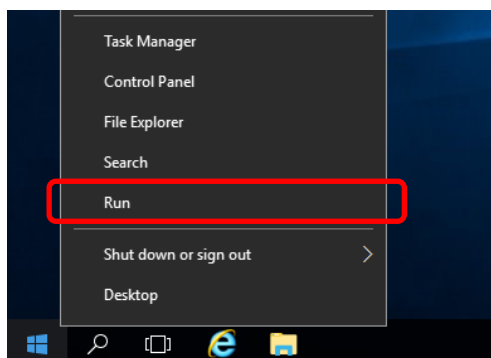 Task Manager
Control Panel
File Explorer
Search
Run
Shut down or sign out
Desktop